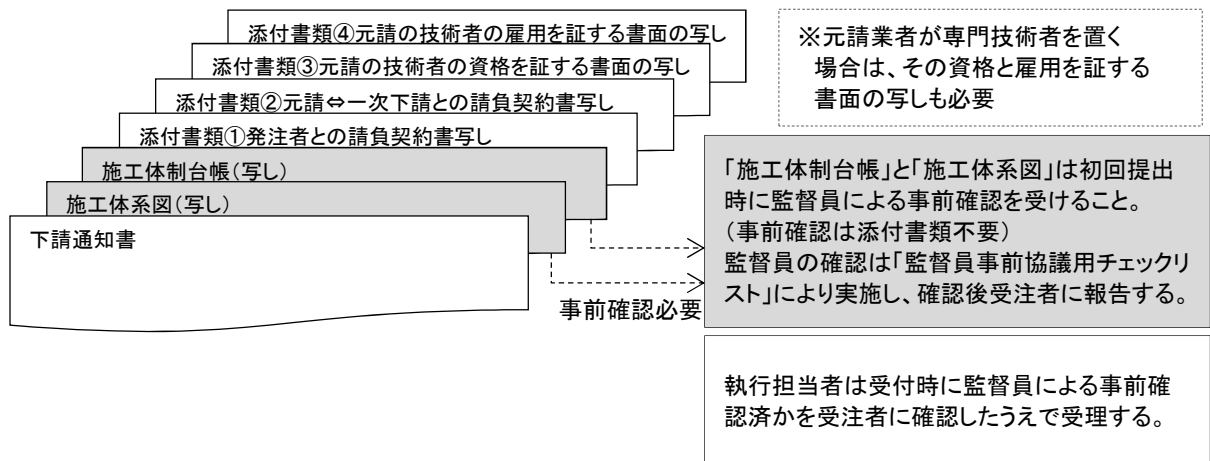 添付書類④元請の技術者の雇用を証する書面の写し
添付書類③元請の技術者の資格を証する書面の写し
添付書類②元請⇔一次下請との請負契約書写し
添付書類①発注者との請負契約書写し
施工体制台帳(写し)
施工体系図(写し)
下請通知書
事前確認必要
※元請業者が専門技術者を置く
場合は、その資格と雇用を証する
書面の写しも必要
「施工体制台帳」と「施工体系図」は初回提出
時に監督員による事前確認を受けること。
(事前確認は添付書類不要)
監督員の確認は「監督員事前協議用チェックリ
スト」により実施し、確認後受注者に報告する。
執行担当者は受付時に監督員による事前確
認済かを受注者に確認したうえで受理する。